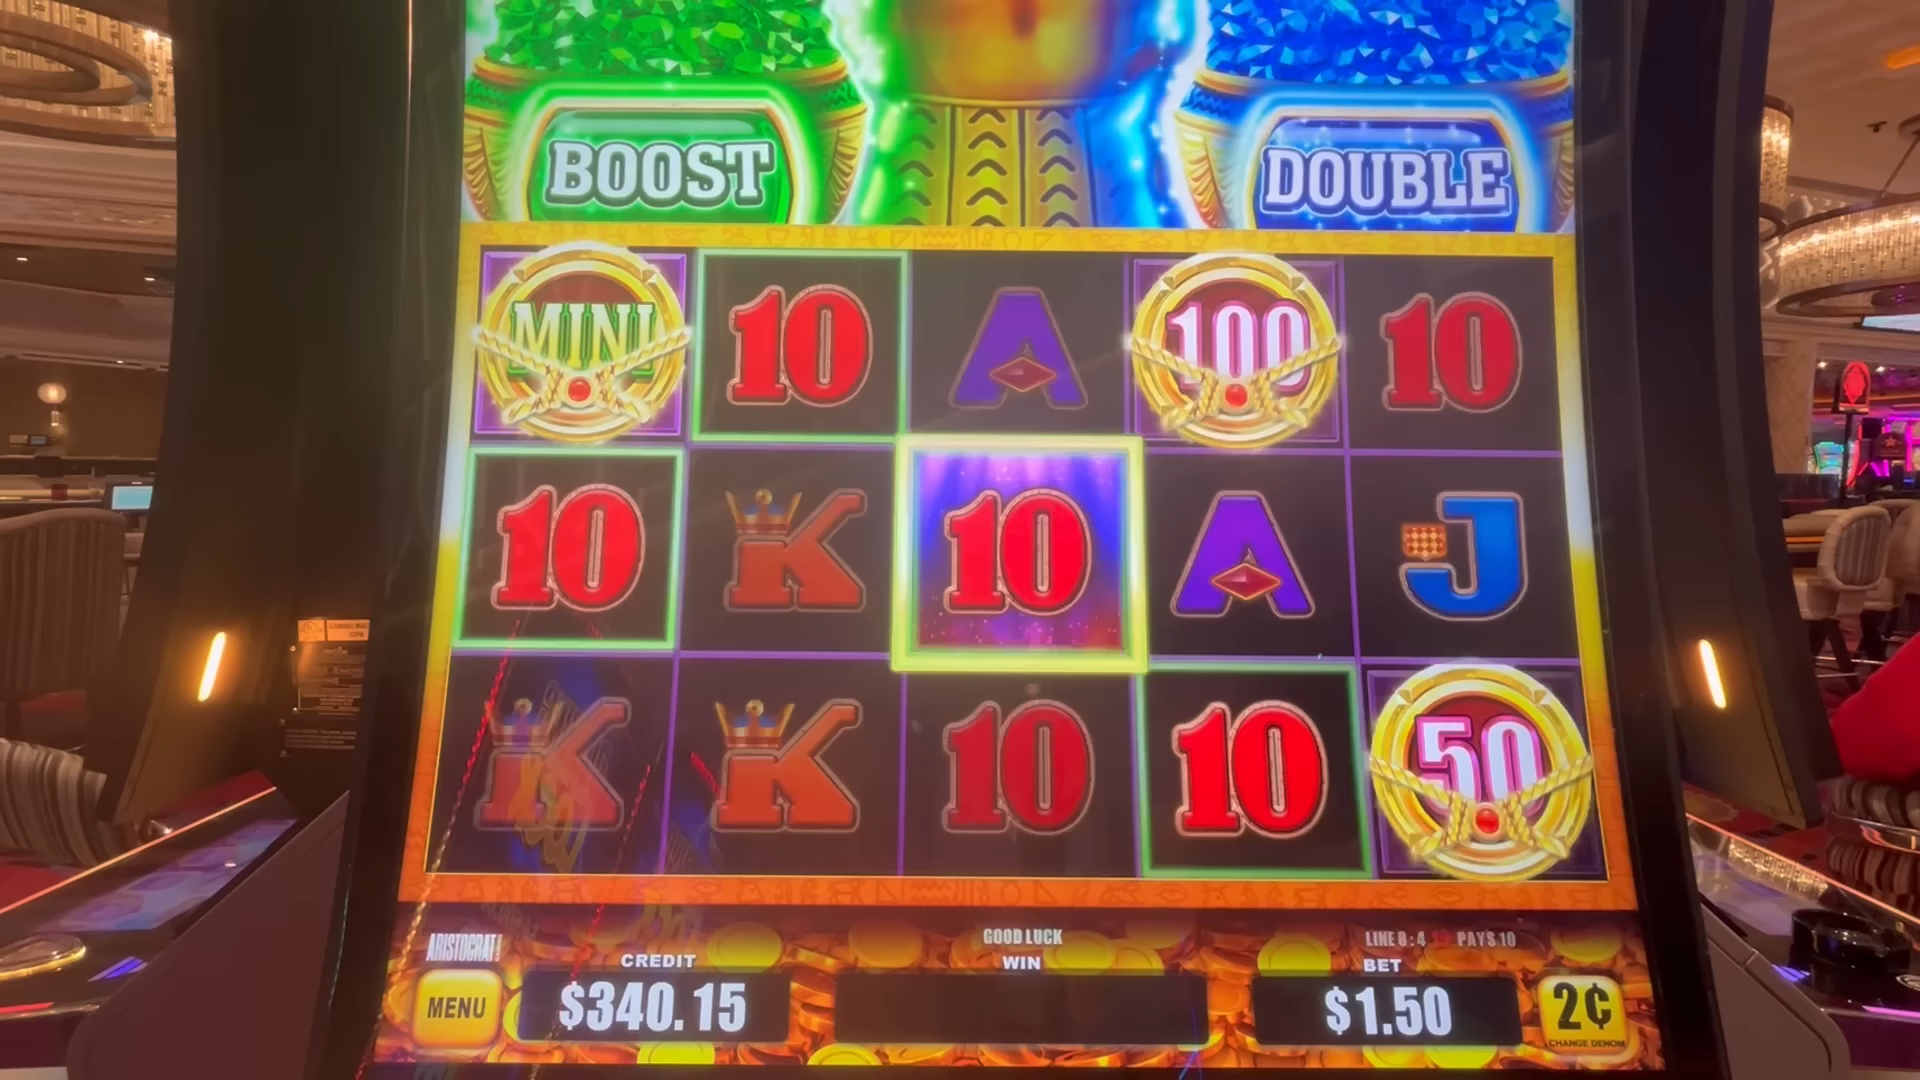 BOOST
DOUBLE
MINI
10
A
100
10
10
K
10
A
J
K
K
10
10
50
ARISTOCRAT
GOOD LUCK
LINE 8 : 4 10 PAYS 10
CREDIT
WIN
BET
MENU
$340.15
$1.50
2¢
CHANGE DENOM